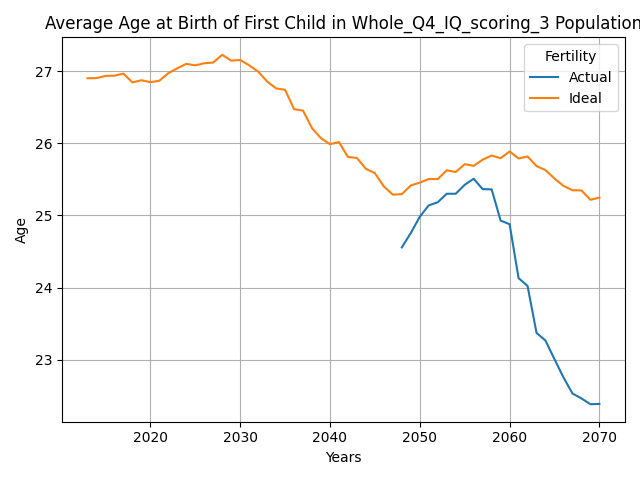 Average Age at Birth of First Child in Whole_Q4_IQ_scoring_3 Population
Fertility
Actual
Ideal
27
26
25
24
23
Age
2020 2030 2040 2050 2060 2070
Years